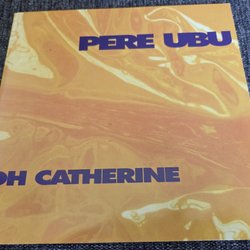 PERE UBU
OH CATHERINE